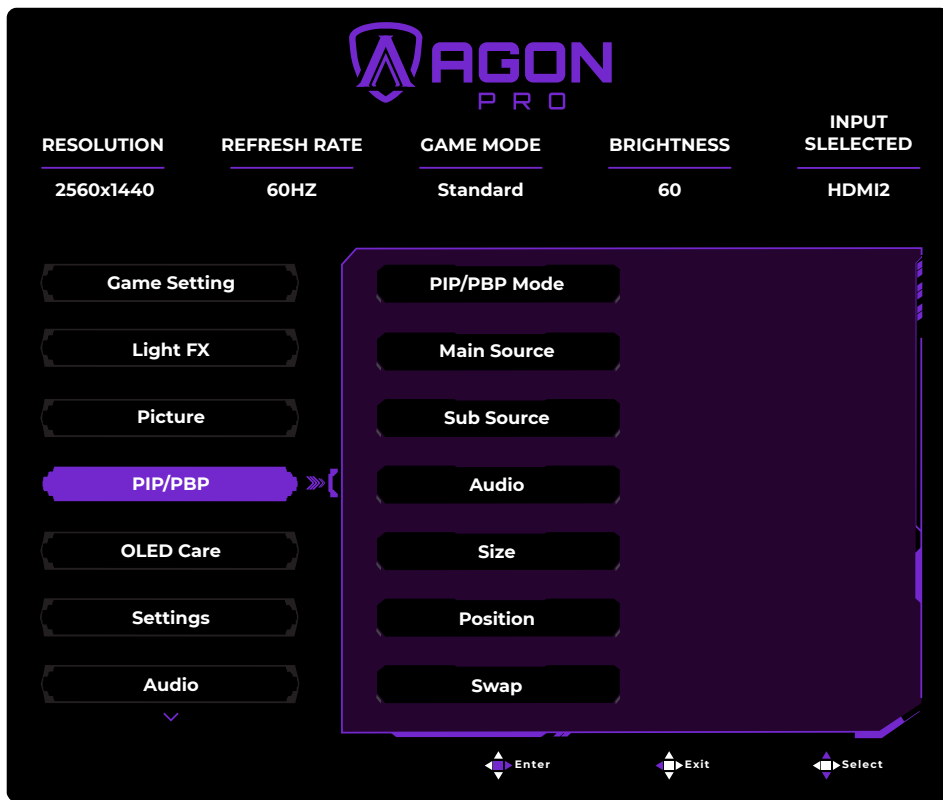 AGON
PRO
RESOLUTION
REFRESH RATE
GAME MODE
BRIGHTNESS
INPUT
SLELECTED
2560x1440
60HZ
Standard
60
HDMI2
Game Setting
Light FX
Picture
PIP/PBP
OLED Care
Settings
Audio
PIP/PBP Mode
Main Source
Sub Source
Audio
Size
Position
Swap
Enter
Exit
Select